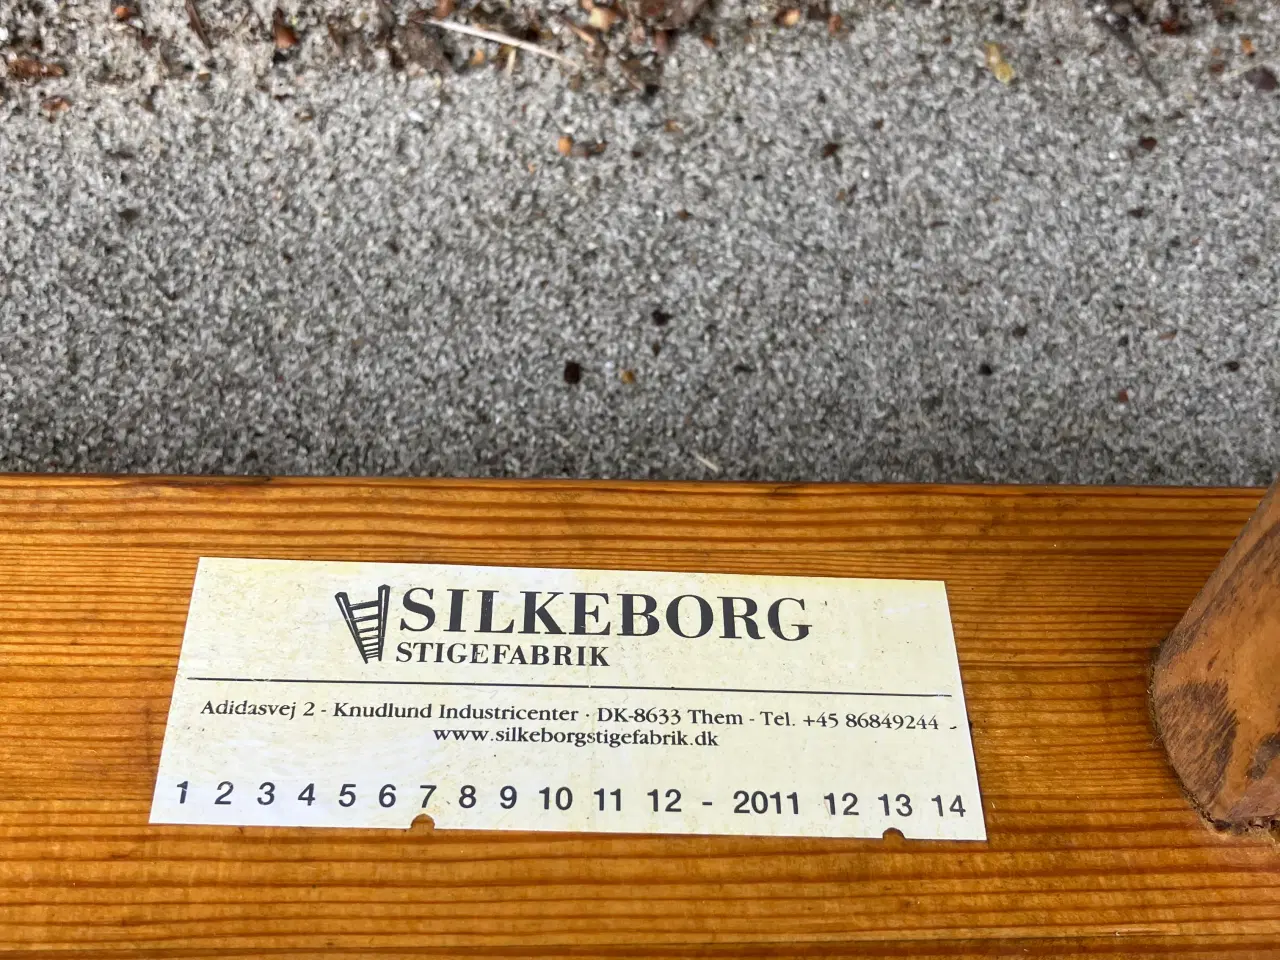 SILKEBORG
STIGEFABRIK
Adidasvej 2 - Knudlund Industricenter · DK-8633 Them - Tel. +45 86849244 -
www.silkeborgstigefabrik.dk
1 2 3 4 5 6 7 8 9 10 11 12 - 2011 12 13 14